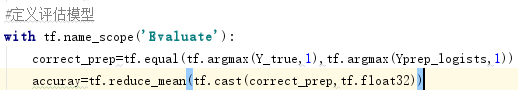 #定义评估模型
with tf.name_scope('Evaluate'):
correct_prep=tf.equal(tf.argmax(Y_true,1),tf.argmax(Yprep_logists,1))
accuray=tf.reduce_mean(tf.cast(correct_prep,tf.float32))